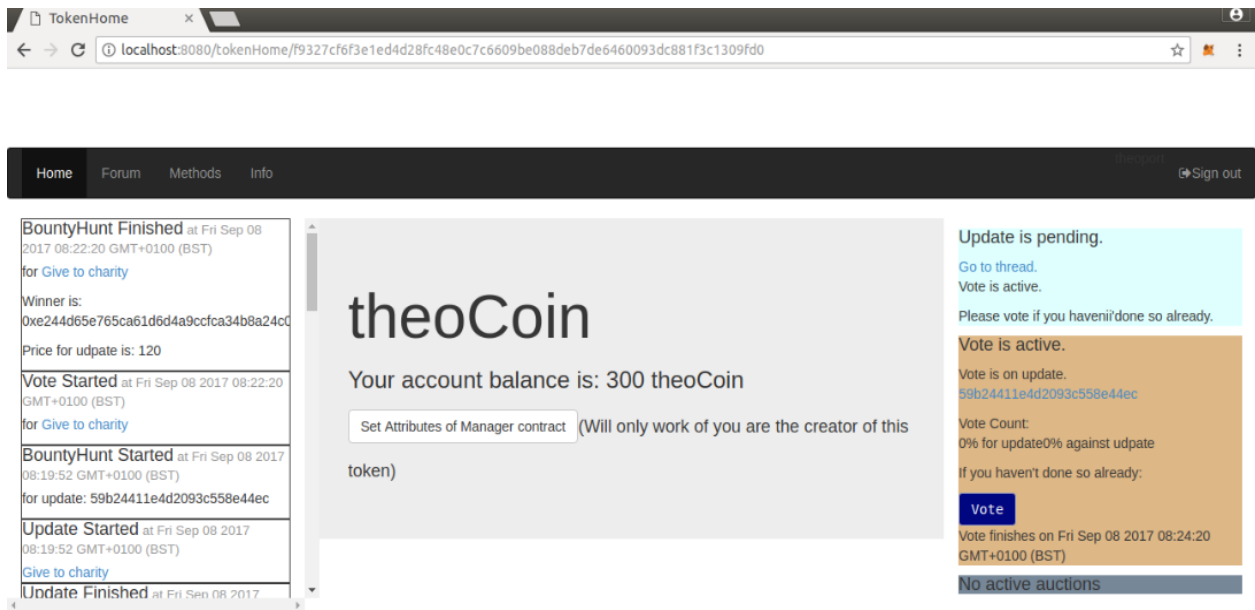 TokenHome
localhost:8080/tokenHome/f9327cf6f3e1ed4d28fc48e0c7c6609be088deb7de6460093dc881f3c1309fd0
Home Forum Methods Info
theoport
Sign out
BountyHunt Finished at Fri Sep 08
2017 08:22:20 GMT+0100 (BST)
for Give to charity
Winner is:
0xe244d65e765ca61d6d4a9ccfca34b8a24c0
Price for udpate is: 120
Vote Started at Fri Sep 08 2017 08:22:20
GMT+0100 (BST)
for Give to charity
BountyHunt Started at Fri Sep 08 2017
08:19:52 GMT+0100 (BST)
for update: 59b24411e4d2093c558e44ec
Update Started at Fri Sep 08 2017
08:19:52 GMT+0100 (BST)
Give to charity
Update Finished at Fri Sep 08 2017
theoCoin
Your account balance is: 300 theoCoin
Set Attributes of Manager contract (Will only work of you are the creator of this
token)
Update is pending.
Go to thread.
Vote is active.
Please vote if you havenii'done so already.
Vote is active.
Vote is on update.
59b24411e4d2093c558e44ec
Vote Count:
0% for update0% against udpate
If you haven't done so already:
Vote
Vote finishes on Fri Sep 08 2017 08:24:20
GMT+0100 (BST)
No active auctions